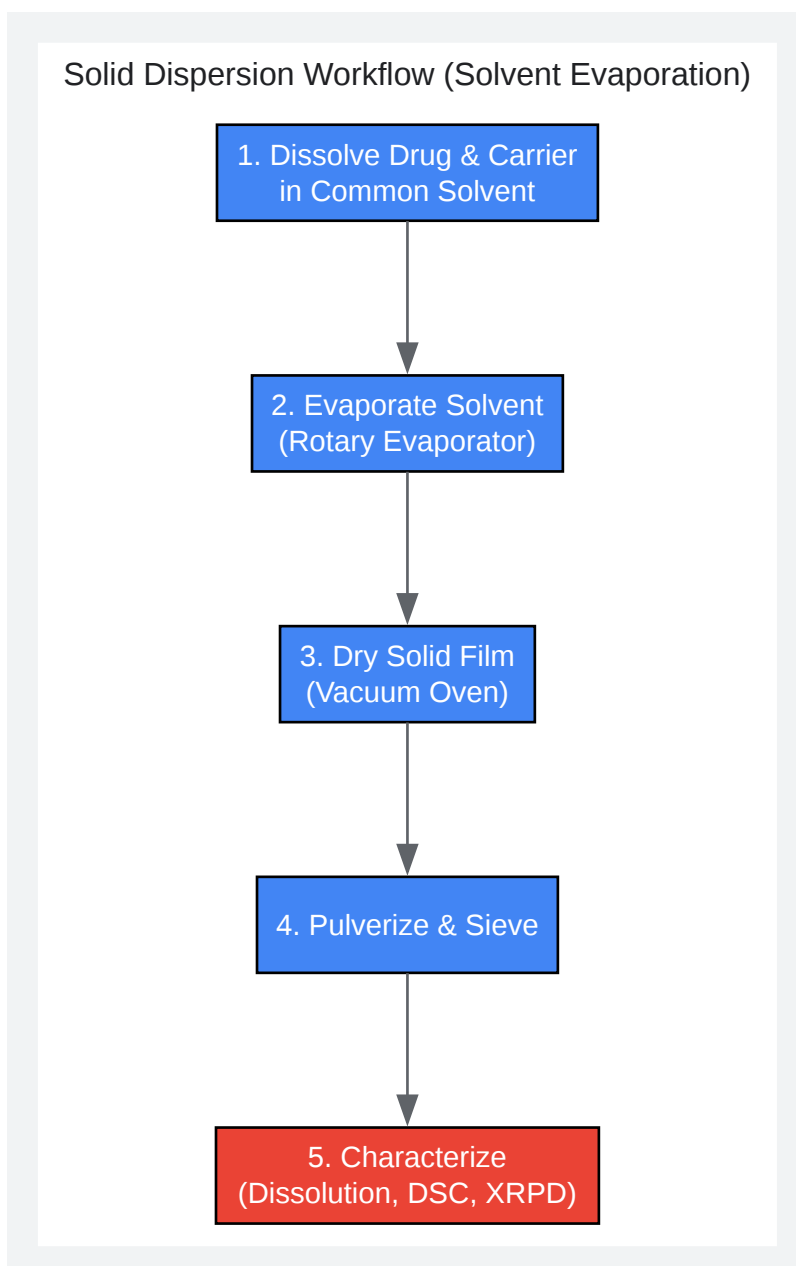 Solid Dispersion Workflow (Solvent Evaporation)
1. Dissolve Drug & Carrier
in Common Solvent
2. Evaporate Solvent
(Rotary Evaporator)
3. Dry Solid Film
(Vacuum Oven)
4. Pulverize & Sieve
5. Characterize
(Dissolution, DSC, XRPD)